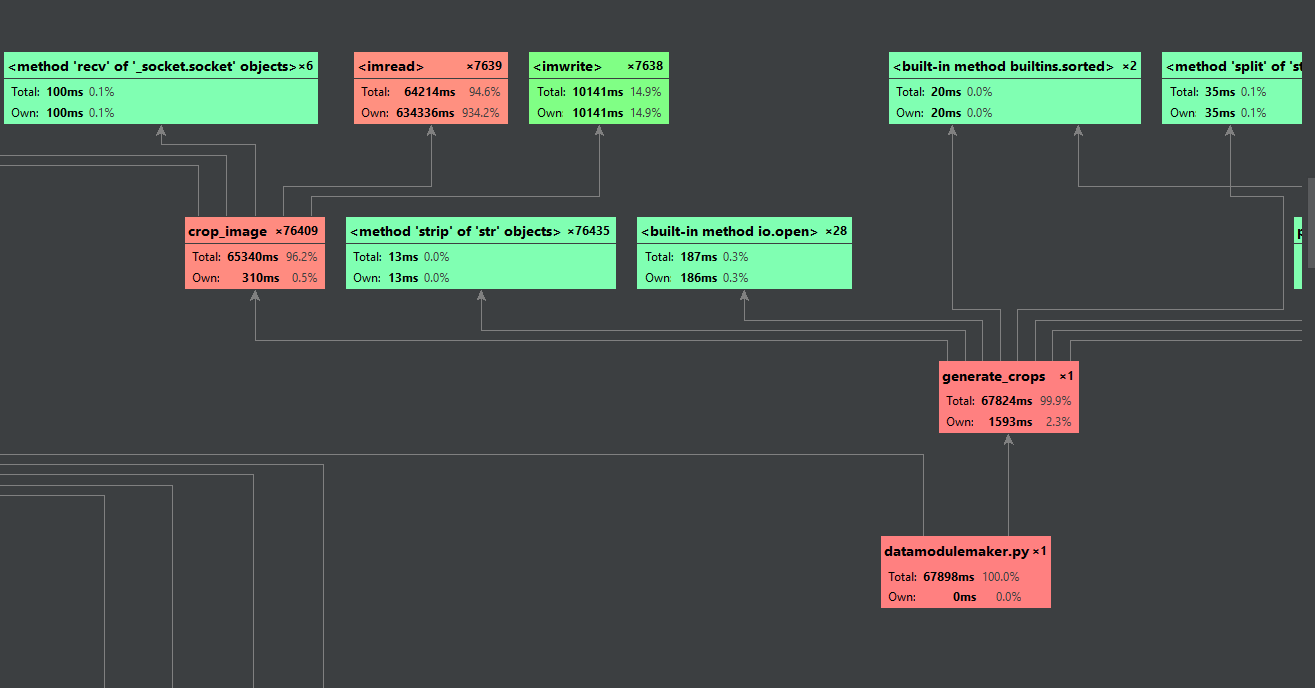 <method 'recv' of '_socket.socket' objects> ×6
Total: 100ms 0.1%
Own: 100ms 0.1%
<imread> ×7639
Total: 64214ms 94.6%
Own: 634336ms 934.2%
<imwrite> ×7638
Total: 10141ms 14.9%
Own: 10141ms 14.9%
<built-in method builtins.sorted> ×2
Total: 20ms 0.0%
Own: 20ms 0.0%
<method 'split' of 'st
Total: 35ms 0.1%
Own: 35ms 0.1%
crop_image ×76409
Total: 65340ms 96.2%
Own: 310ms 0.5%
<method 'strip' of 'str' objects> ×76435
Total: 13ms 0.0%
Own: 13ms 0.0%
<built-in method io.open> ×28
Total: 187ms 0.3%
Own: 186ms 0.3%
generate_crops ×1
Total: 67824ms 99.9%
Own: 1593ms 2.3%
datamodulemaker.py ×1
Total: 67898ms 100.0%
Own: 0ms 0.0%